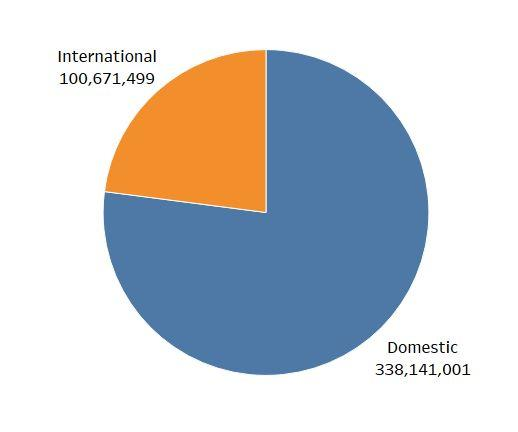 International
100,671,499
Domestic
338,141,001